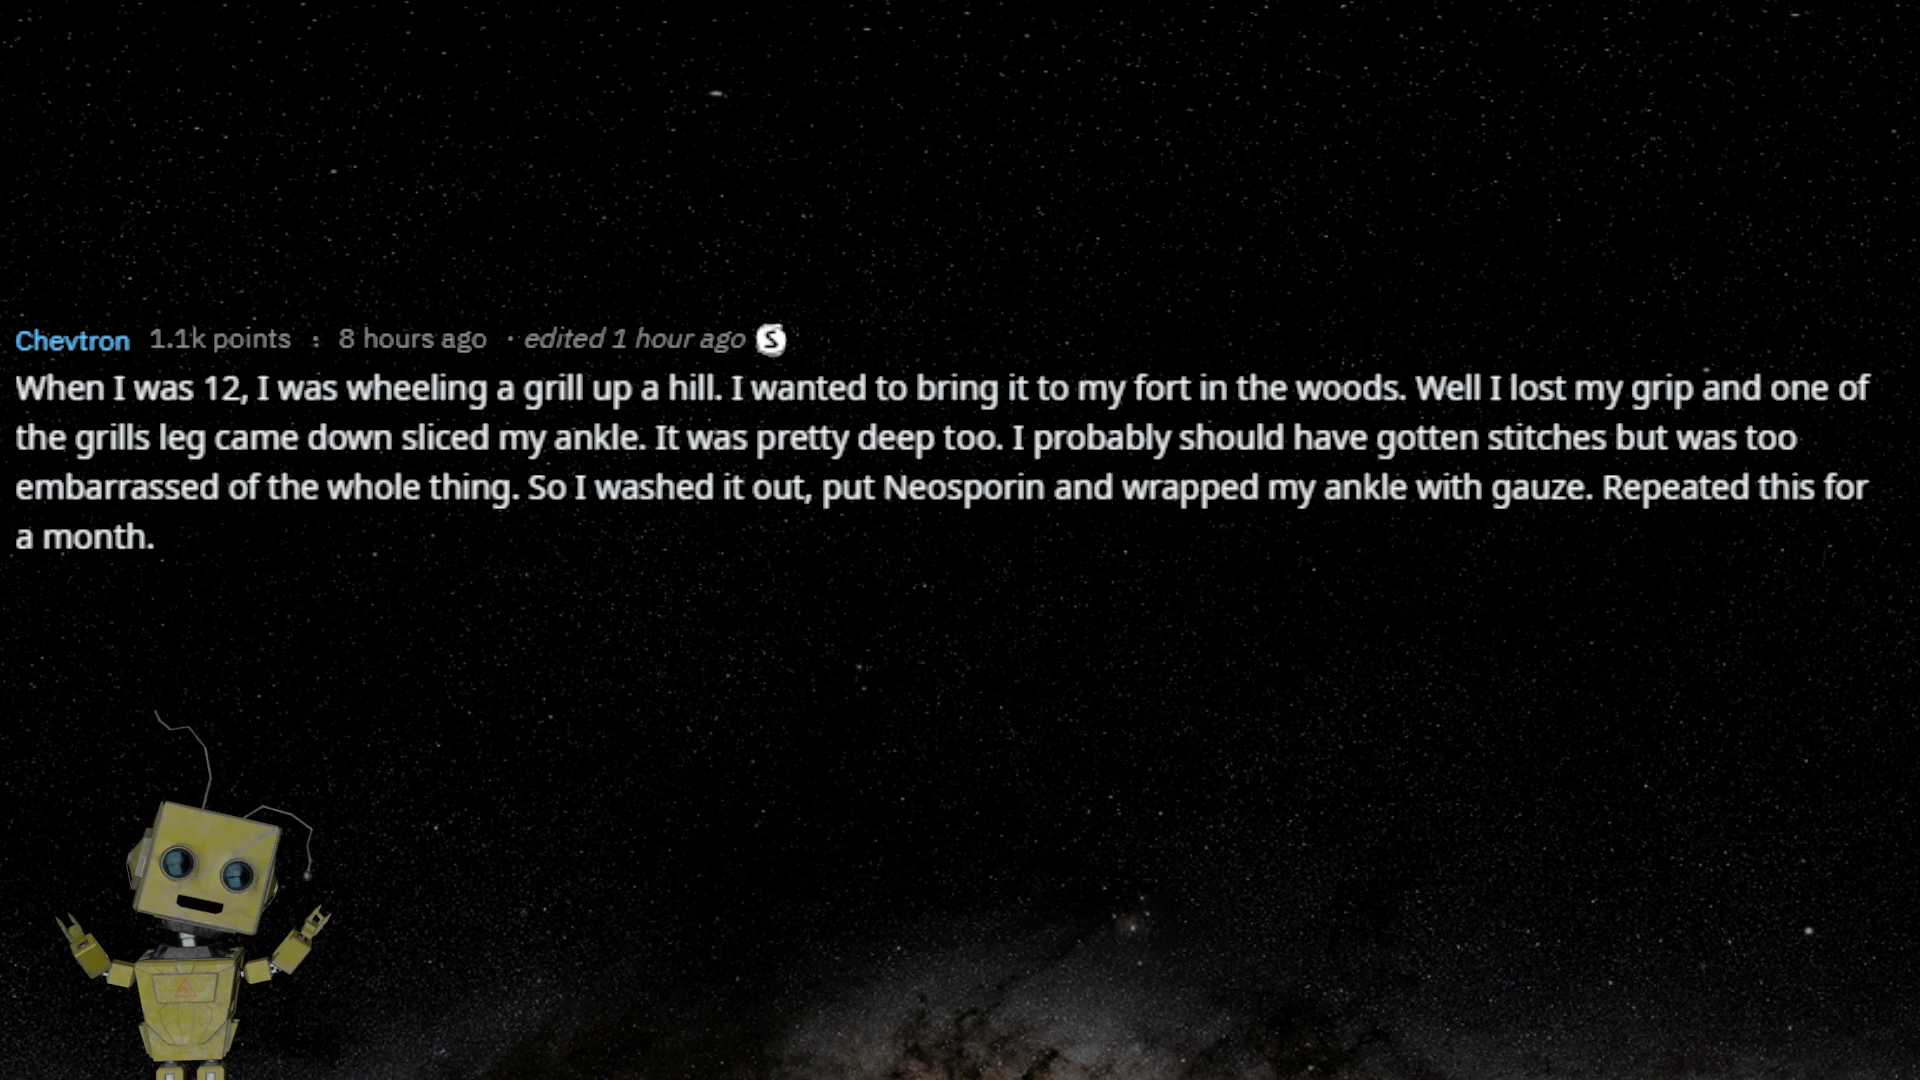 Chevtron 1.1k points : 8 hours ago · edited 1 hour ago S
When I was 12, I was wheeling a grill up a hill. I wanted to bring it to my fort in the woods. Well I lost my grip and one of
the grills leg came down sliced my ankle. It was pretty deep too. I probably should have gotten stitches but was too
embarrassed of the whole thing. So I washed it out, put Neosporin and wrapped my ankle with gauze. Repeated this for
a month.